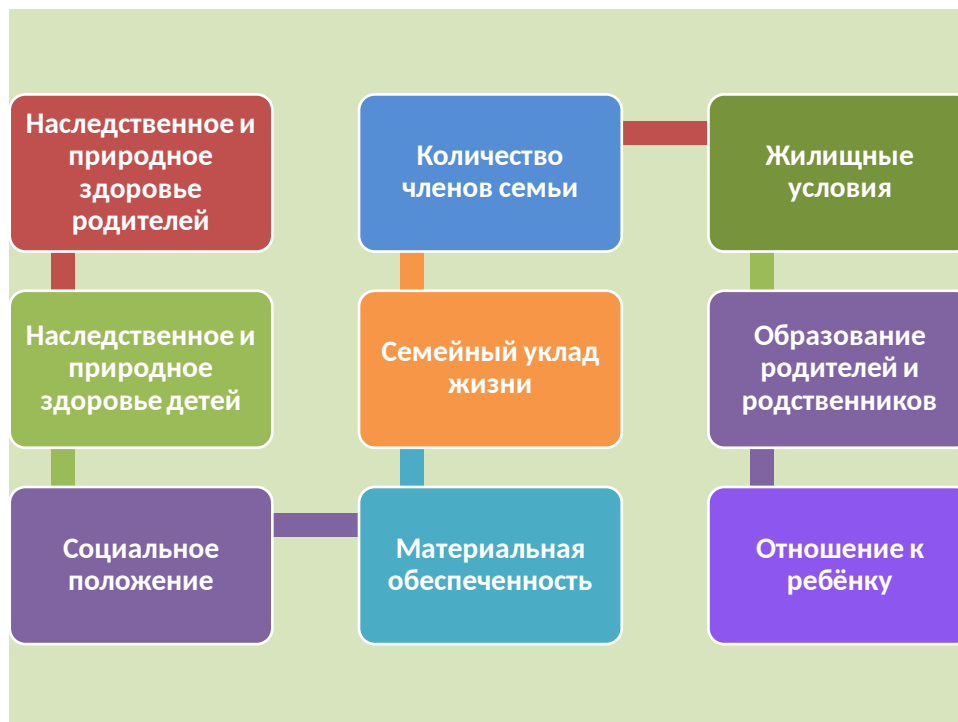 Наследственное и
природное
здоровье
родителей
Наследственное и
природное
здоровье детей
Социальное
положение
Материальная
обеспеченность
Семейный уклад
жизни
Количество
членов семьи
Жилищные
условия
Образование
родителей и
родственников
Отношение к
ребёнку